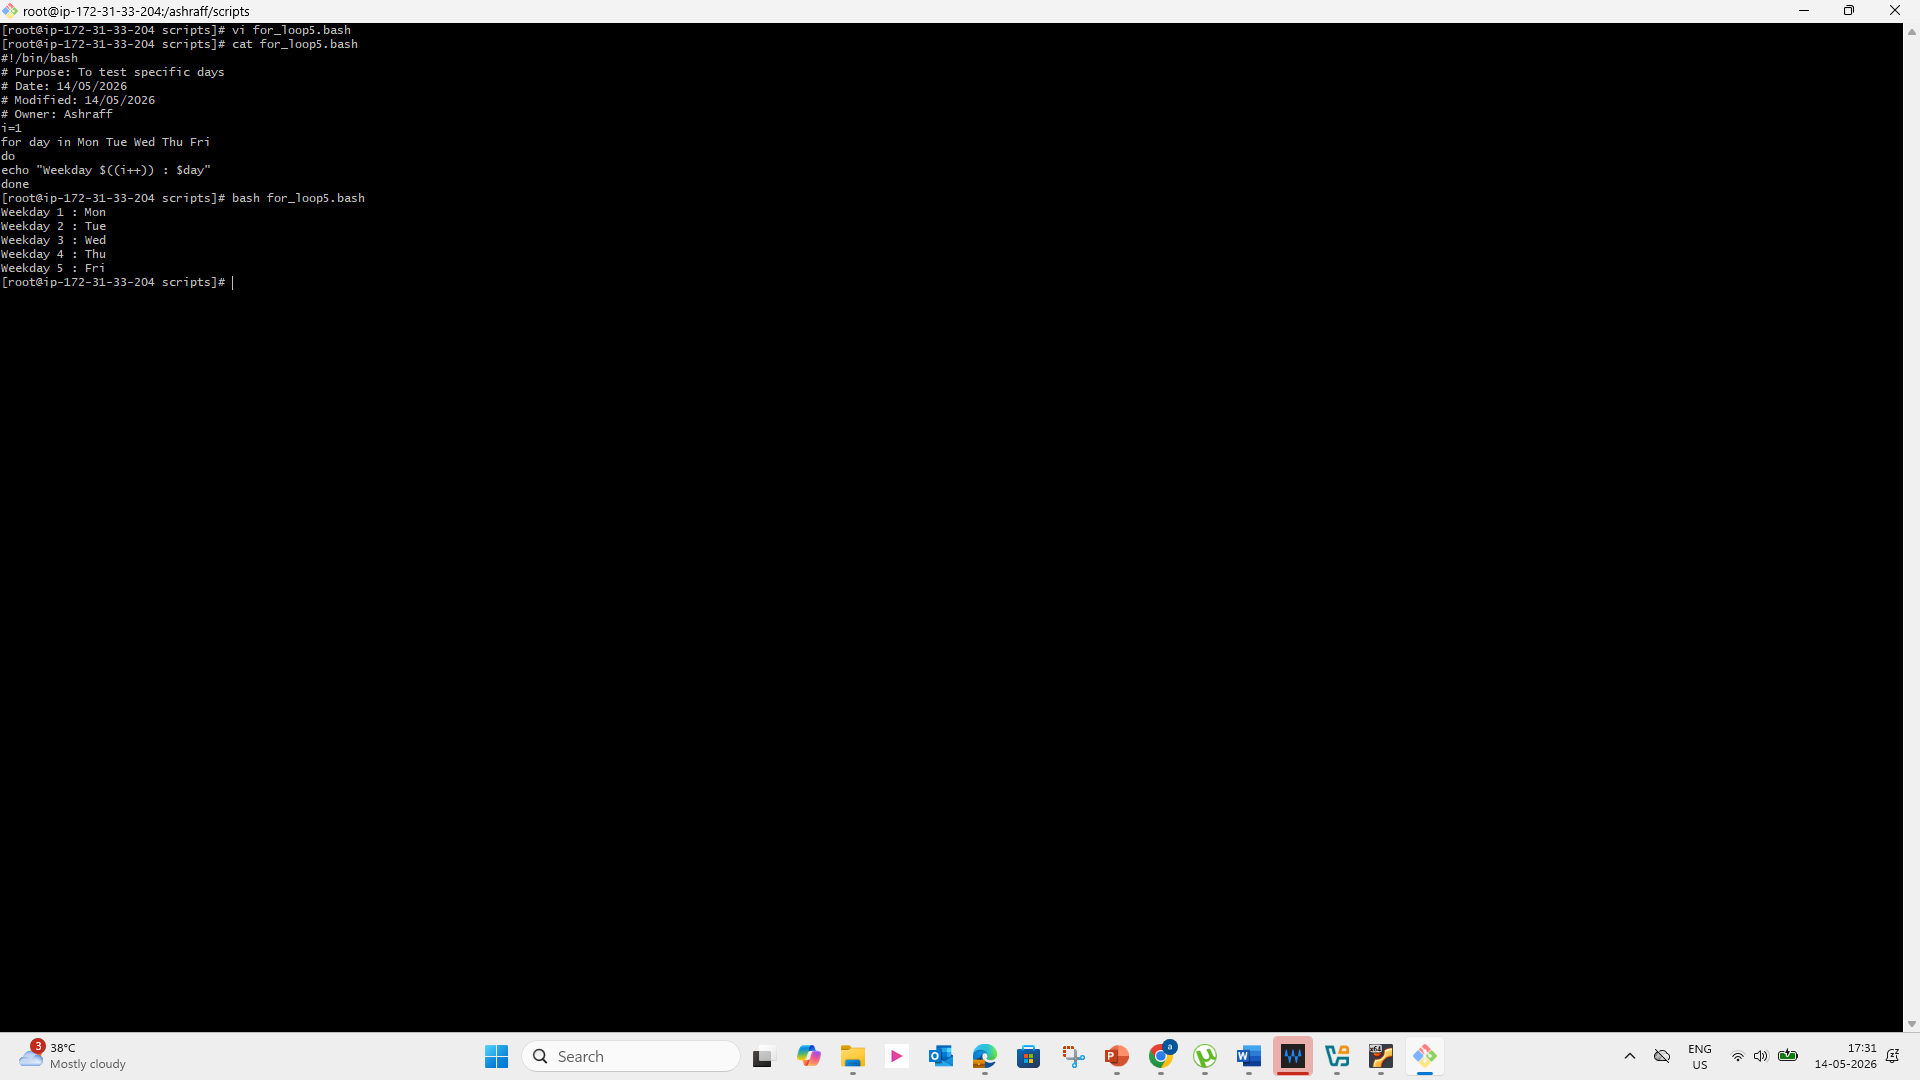 root@ip-172-31-33-204:/ashraff/scripts
[root@ip-172-31-33-204 scripts]# vi for_loop5.bash
[root@ip-172-31-33-204 scripts]# cat for_loop5.bash
#!/bin/bash
# Purpose: To test specific days
# Date: 14/05/2026
# Modified: 14/05/2026
# Owner: Ashraff
i=1
for day in Mon Tue Wed Thu Fri
do
echo "Weekday $((i++)) : $day"
done
[root@ip-172-31-33-204 scripts]# bash for_loop5.bash
Weekday 1 : Mon
Weekday 2 : Tue
Weekday 3 : Wed
Weekday 4 : Thu
Weekday 5 : Fri
[root@ip-172-31-33-204 scripts]#
3
38°C
Mostly cloudy
Search
a
ENG
US
17:31
14-05-2026